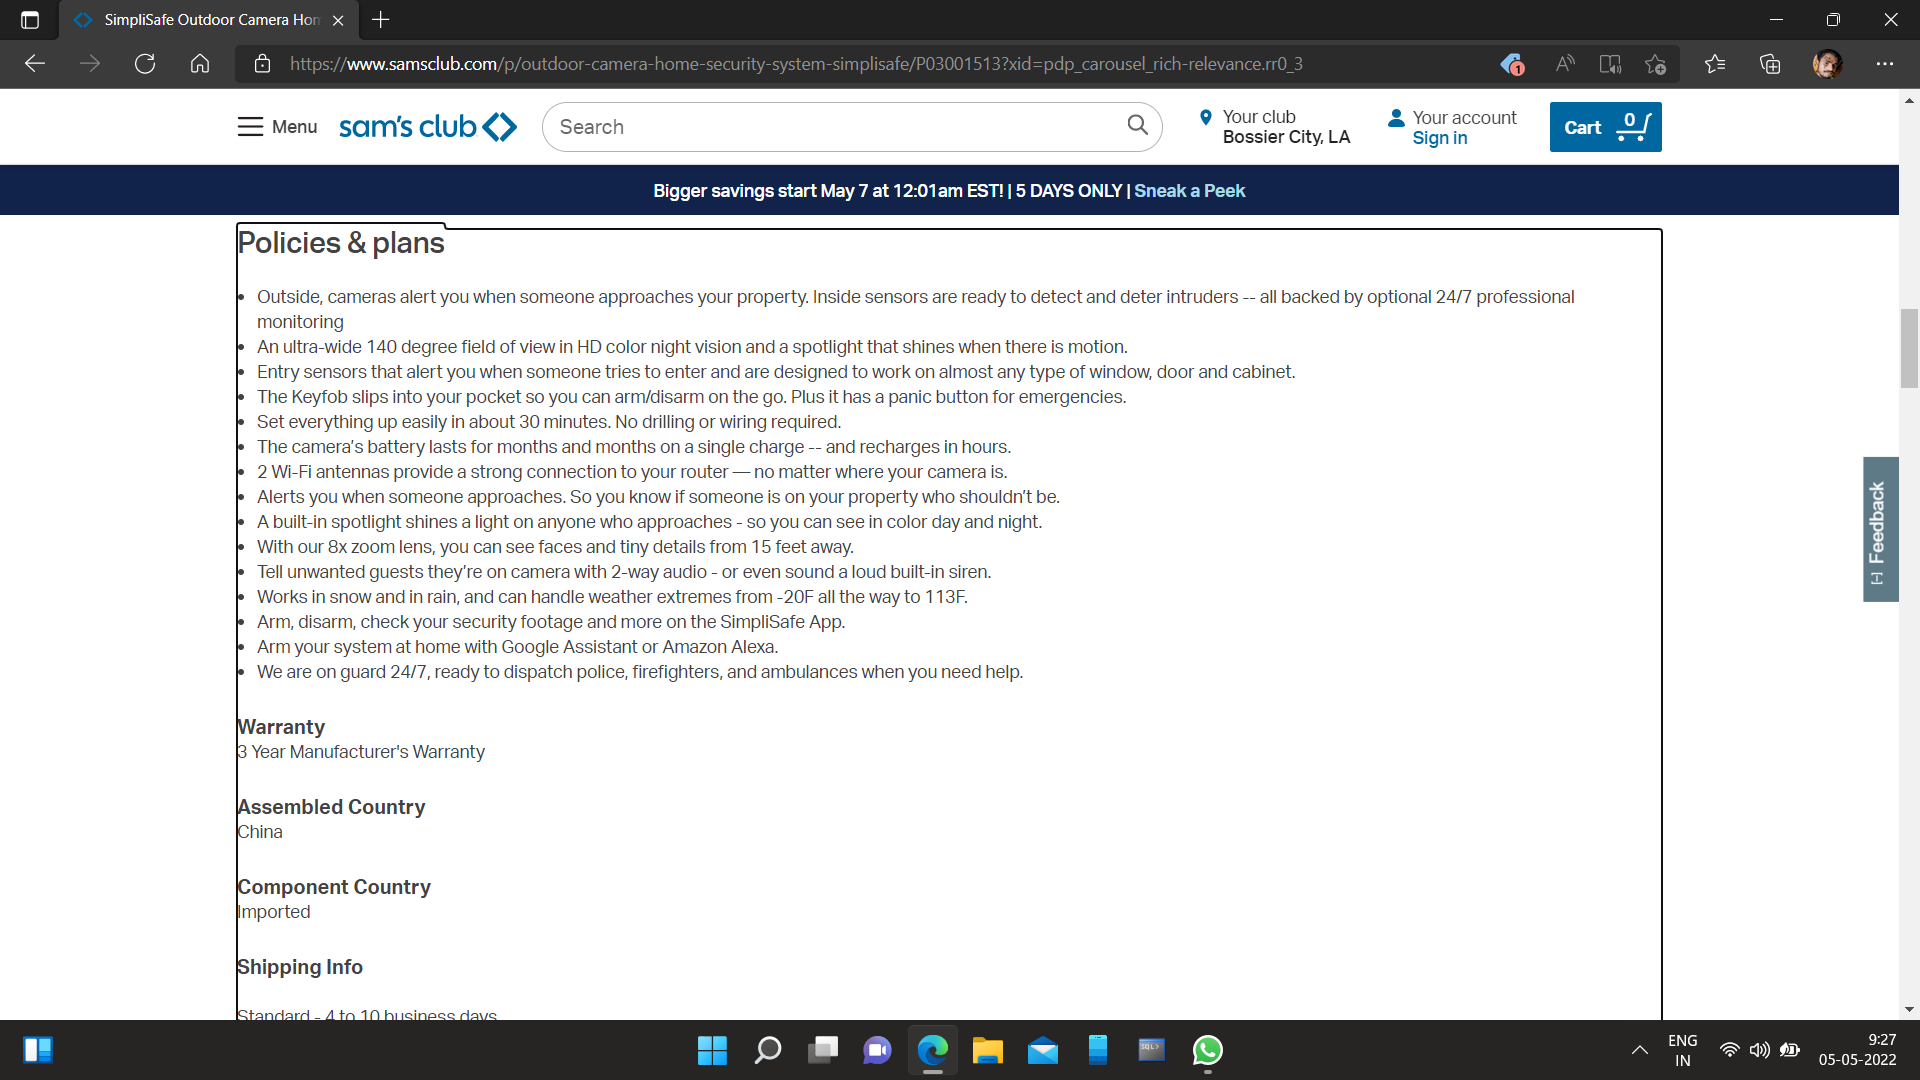 SimpliSafe Outdoor Camera Hom
https://www.samsclub.com/p/outdoor-camera-home-security-system-simplisafe/P03001513?xid=pdp_carousel_rich-relevance.rr0_3
1
Menu
sam's club
Search
Your club
Bossier City, LA
Your account
Sign in
Cart
0
Bigger savings start May 7 at 12:01am EST! | 5 DAYS ONLY | Sneak a Peek
Policies & plans
• Outside, cameras alert you when someone approaches your property. Inside sensors are ready to detect and deter intruders -- all backed by optional 24/7 professional
monitoring
• An ultra-wide 140 degree field of view in HD color night vision and a spotlight that shines when there is motion.
• Entry sensors that alert you when someone tries to enter and are designed to work on almost any type of window, door and cabinet.
• The Keyfob slips into your pocket so you can arm/disarm on the go. Plus it has a panic button for emergencies.
• Set everything up easily in about 30 minutes. No drilling or wiring required.
• The camera’s battery lasts for months and months on a single charge -- and recharges in hours.
• 2 Wi-Fi antennas provide a strong connection to your router — no matter where your camera is.
• Alerts you when someone approaches. So you know if someone is on your property who shouldn’t be.
• A built-in spotlight shines a light on anyone who approaches - so you can see in color day and night.
• With our 8x zoom lens, you can see faces and tiny details from 15 feet away.
• Tell unwanted guests they’re on camera with 2-way audio - or even sound a loud built-in siren.
• Works in snow and in rain, and can handle weather extremes from -20F all the way to 113F.
• Arm, disarm, check your security footage and more on the SimpliSafe App.
• Arm your system at home with Google Assistant or Amazon Alexa.
• We are on guard 24/7, ready to dispatch police, firefighters, and ambulances when you need help.
Warranty
3 Year Manufacturer's Warranty
Assembled Country
China
Component Country
Imported
Shipping Info
Standard - 4 to 10 business days
[-] Feedback
SQL>
ENG
IN
9:27
05-05-2022